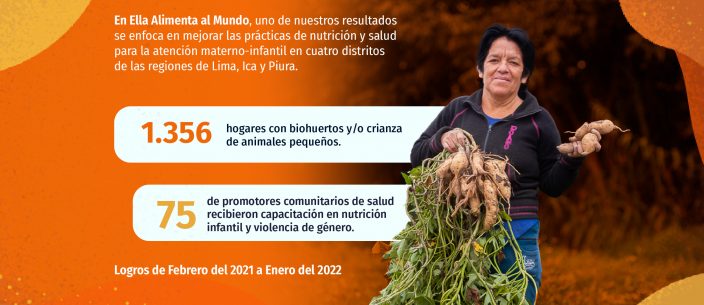 En Ella Alimenta al Mundo, uno de nuestros resultados
se enfoca en mejorar las prácticas de nutrición y salud
para la atención materno-infantil en cuatro distritos
de las regiones de Lima, Ica y Piura.
1.356
hogares con biohuertos y/o crianza
de animales pequeños.
75
de promotores comunitarios de salud
recibieron capacitación en nutrición
infantil y violencia de género.
Logros de Febrero del 2021 a Enero del 2022